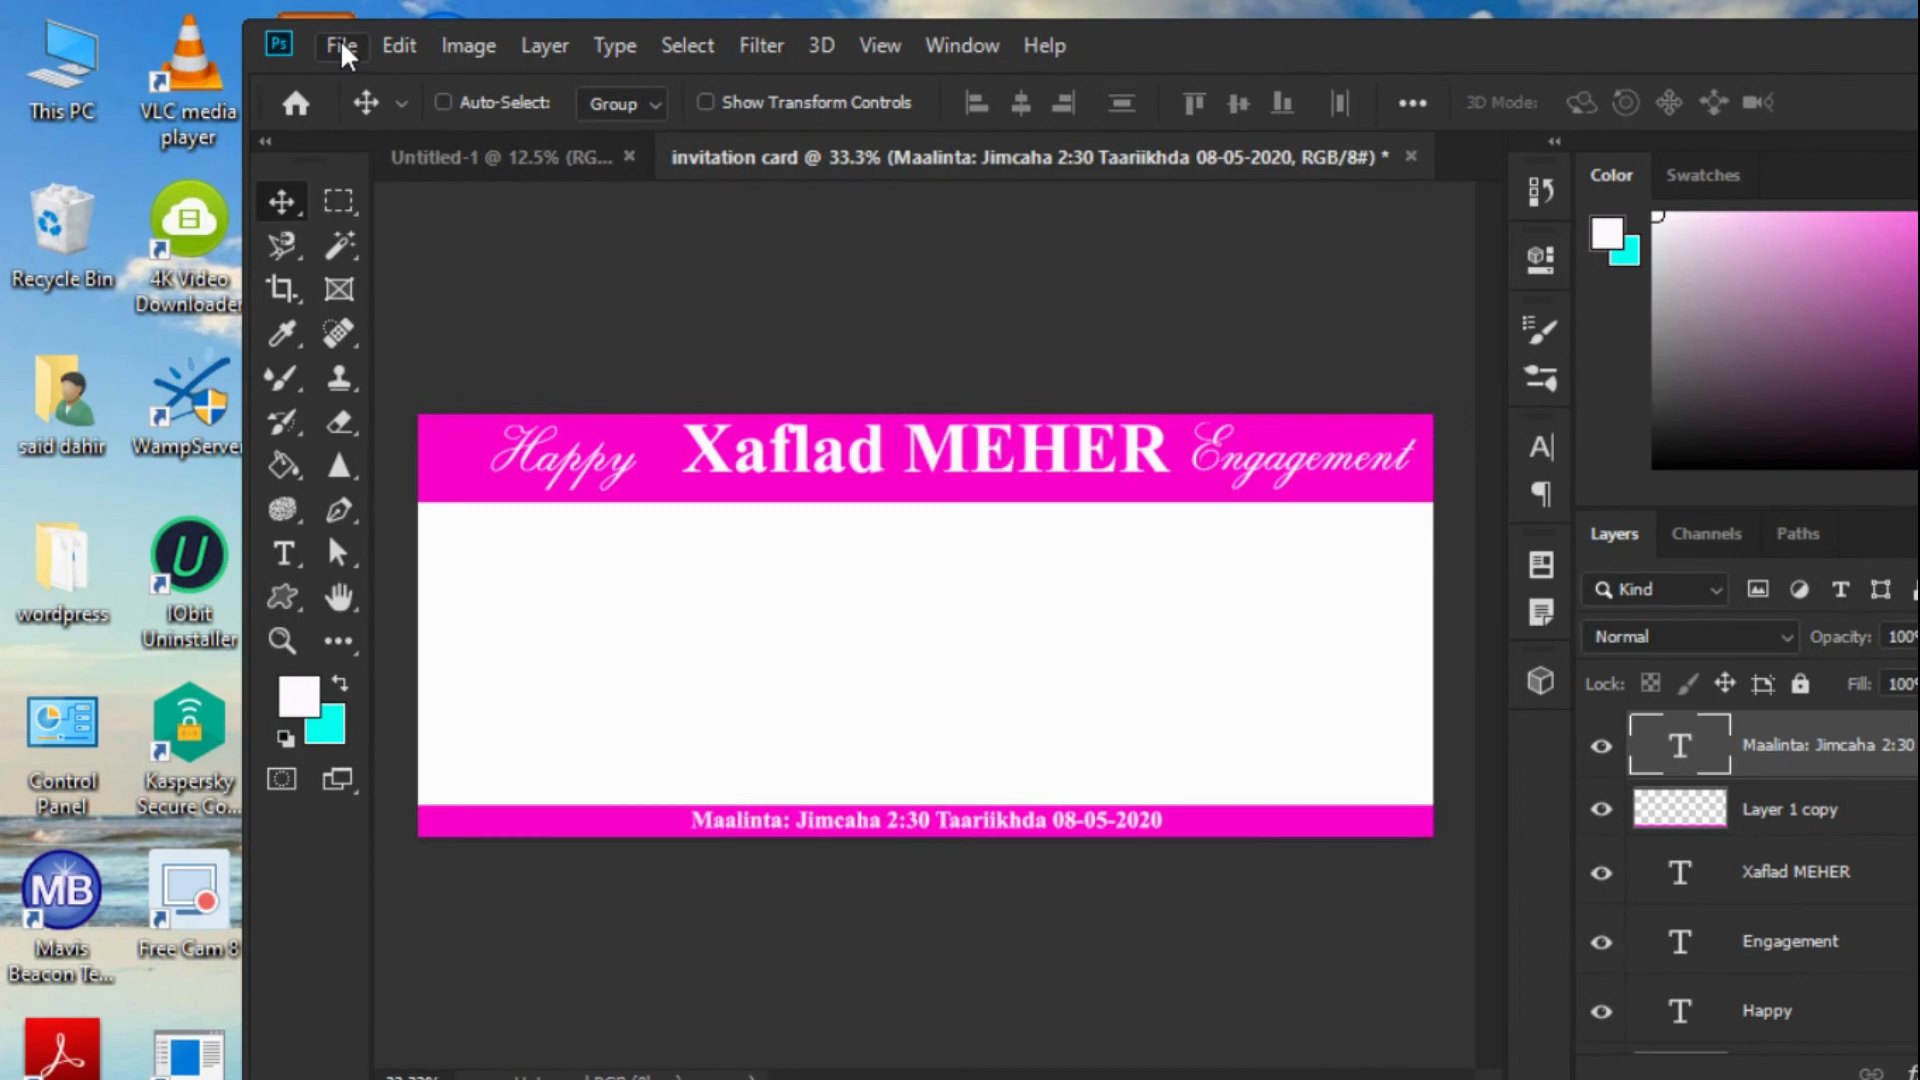 Ps File Edit Image Layer Type Select Filter 3D View Window Help
Auto-Select: Group Show Transform Controls 3D Mode:
Untitled-1 @ 12.5% (RG... × invitation card @ 33.3% (Maalinta: Jimcaha 2:30 Taariikhda 08-05-2020, RGB/8#) * ×
This PC
VLC media
player
Recycle Bin
4K Video
Downloader
said dahir
WampServer
wordpress
IObit
Uninstaller
Control
Panel
Kaspersky
Secure Co...
MB
Mavis
Beacon Te...
Free Cam 8
Happy Xaflad MEHER Engagement
Maalinta: Jimcaha 2:30 Taariikhda 08-05-2020
Color Swatches
Layers Channels Paths
Kind
Normal Opacity: 100%
Lock: Fill: 100%
Maalinta: Jimcaha 2:30
Layer 1 copy
Xaflad MEHER
Engagement
Happy